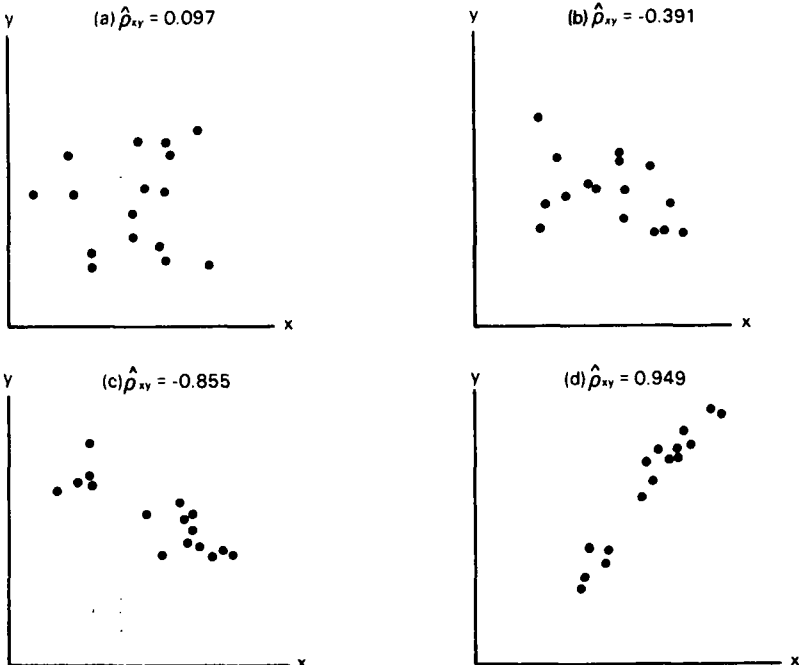 (a) ρ̂xy = 0.097
y
x
(b) ρ̂xy = -0.391
y
x
(c) ρ̂xy = -0.855
y
x
(d) ρ̂xy = 0.949
y
x